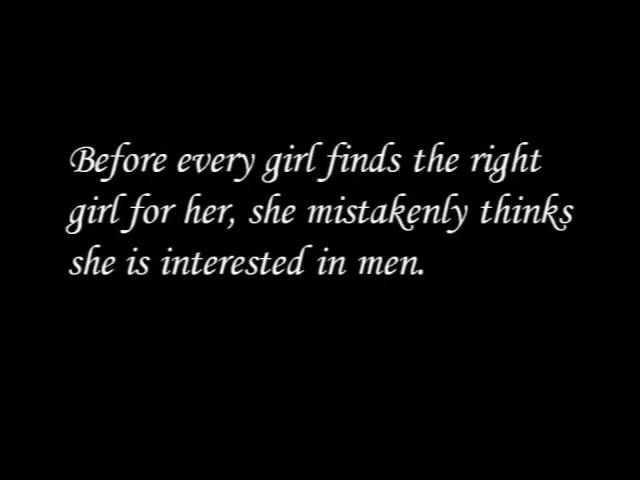 Before every girl finds the right
girl for her, she mistakenly thinks
she is interested in men.